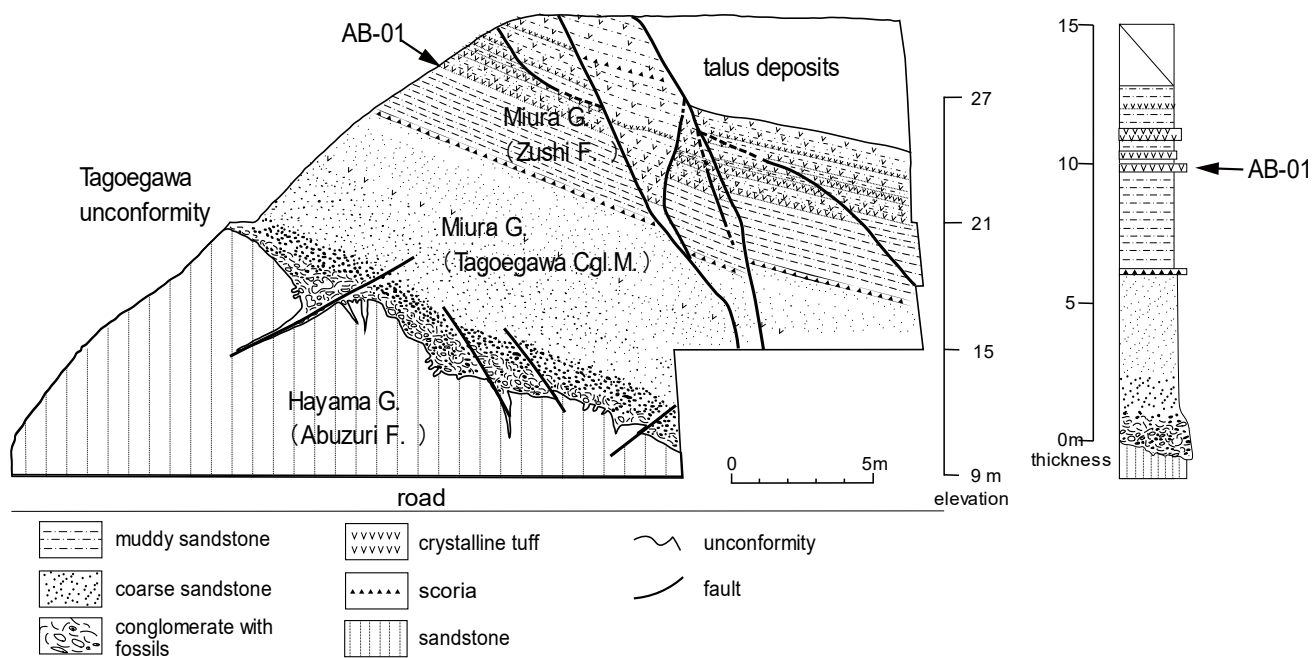 AB-01
talus deposits
Miura G.
(Zushi F. )
Tagoegawa
unconformity
Miura G.
(Tagoegawa Cgl.M.)
Hayama G.
(Abuzuri F. )
27
21
15
9 m
elevation
0 5m
road
15
10
5
0m
thickness
AB-01
muddy sandstone
coarse sandstone
conglomerate with
fossils
crystalline tuff
scoria
sandstone
unconformity
fault